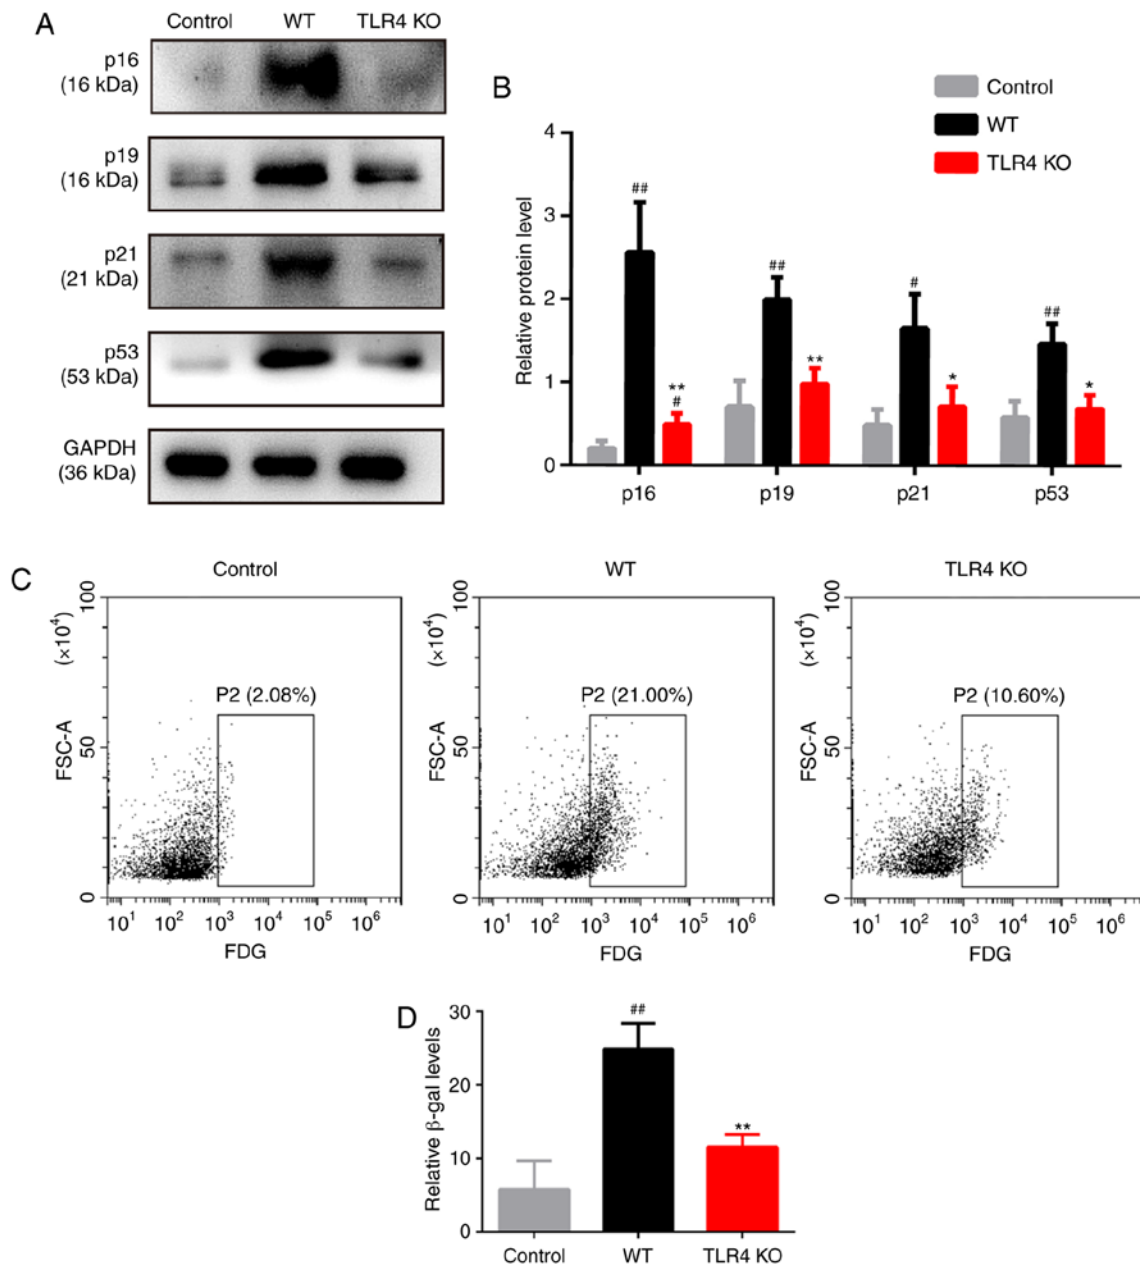 A
Control WT TLR4 KO
p16
(16 kDa)
p19
(16 kDa)
p21
(21 kDa)
p53
(53 kDa)
GAPDH
(36 kDa)
B
Control
WT
TLR4 KO
Relative protein level
4
3
2
1
0
##
**
#
##
**
#
*
##
*
p16 p19 p21 p53
C
Control
FSC-A (×10⁴)
100
50
0
P2 (2.08%)
10¹ 10² 10³ 10⁴ 10⁵ 10⁶
FDG
WT
FSC-A (×10⁴)
100
50
0
P2 (21.00%)
10¹ 10² 10³ 10⁴ 10⁵ 10⁶
FDG
TLR4 KO
FSC-A (×10⁴)
100
50
0
P2 (10.60%)
10¹ 10² 10³ 10⁴ 10⁵ 10⁶
FDG
D
Relative β-gal levels
30
20
10
0
##
**
Control WT TLR4 KO